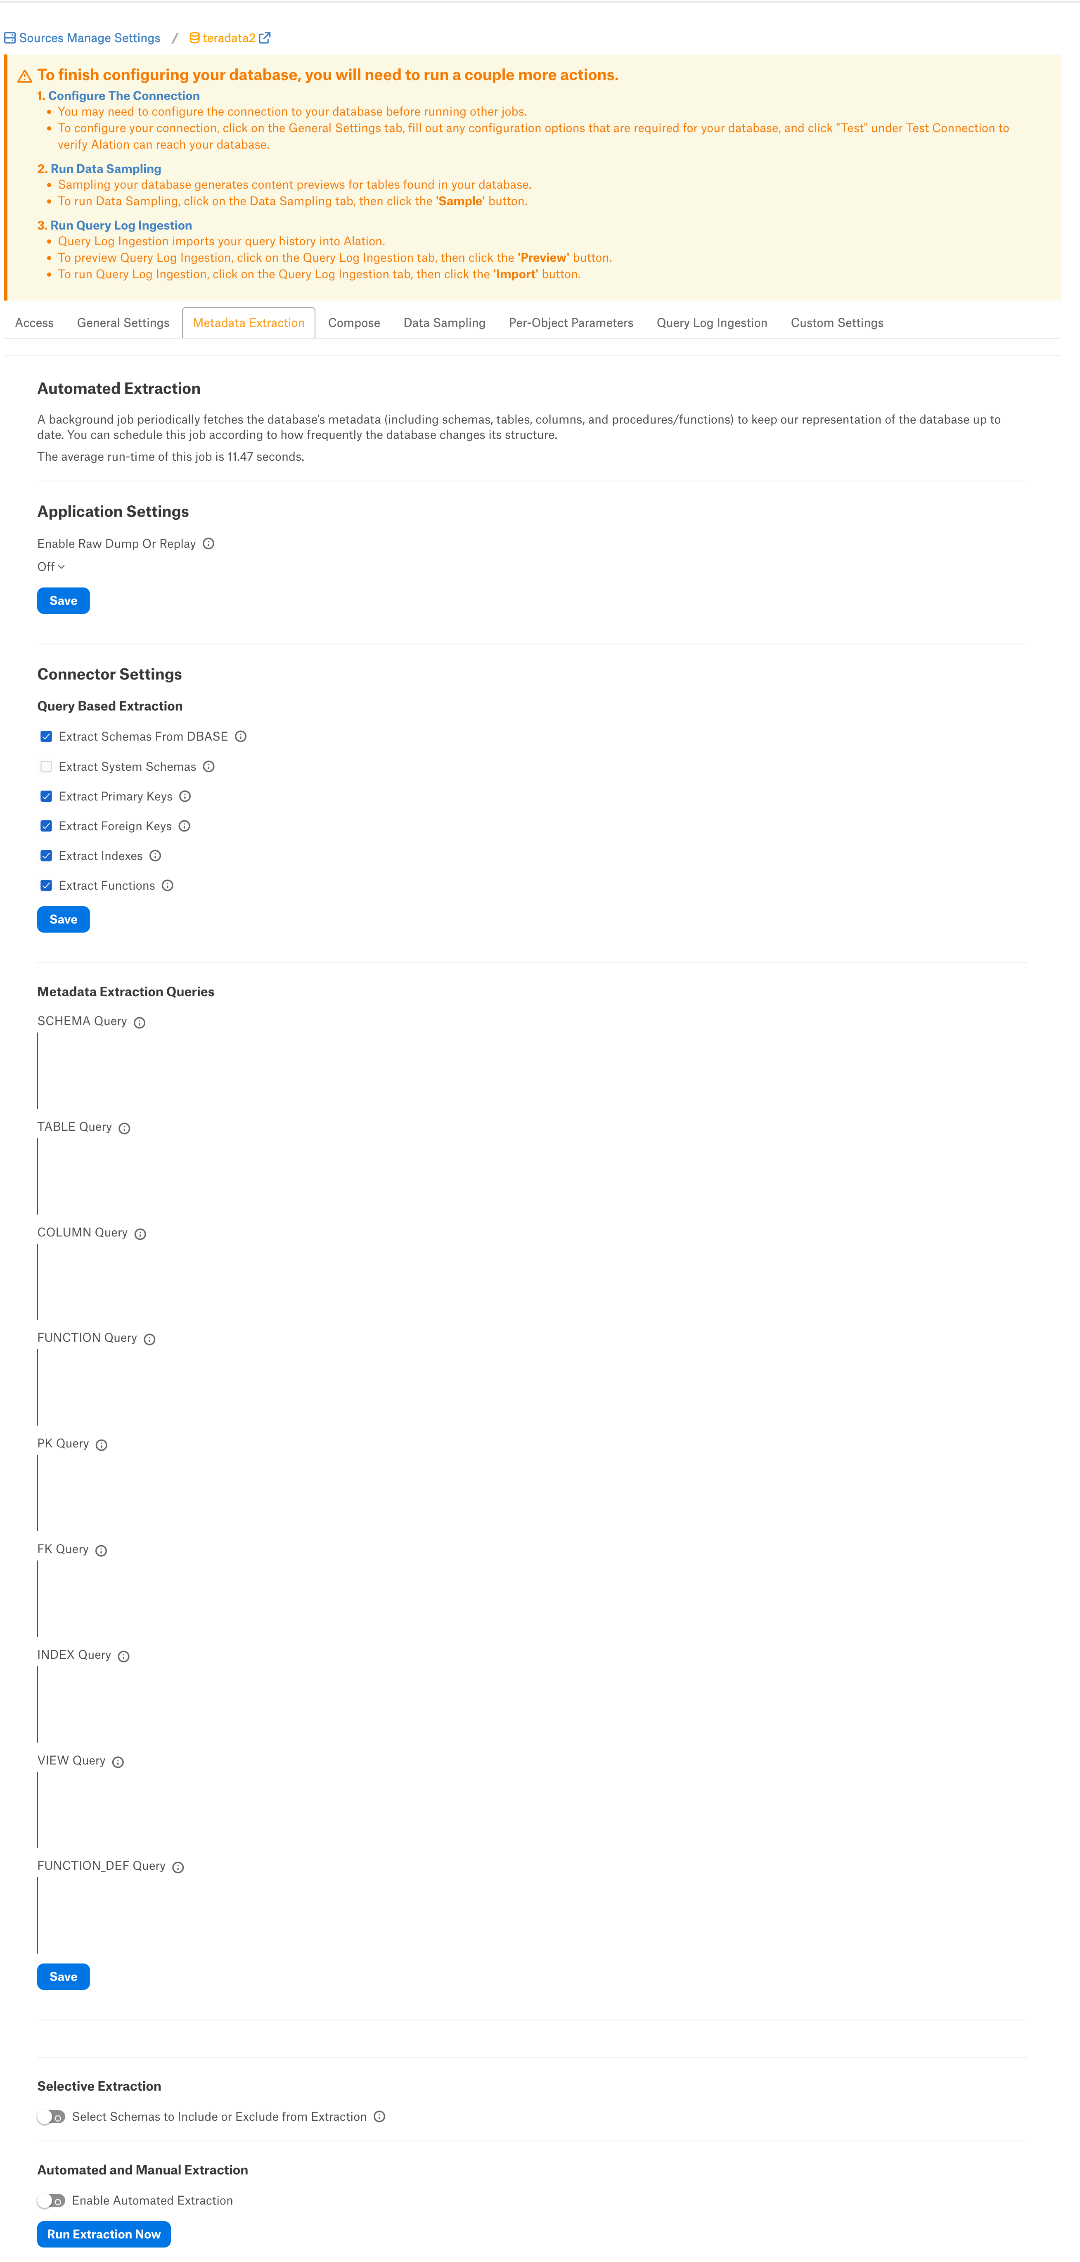 Sources Manage Settings / teradata2
To finish configuring your database, you will need to run a couple more actions.
1. Configure The Connection
• You may need to configure the connection to your database before running other jobs.
• To configure your connection, click on the General Settings tab, fill out any configuration options that are required for your database, and click "Test" under Test Connection to
verify Alation can reach your database.
2. Run Data Sampling
• Sampling your database generates content previews for tables found in your database.
• To run Data Sampling, click on the Data Sampling tab, then click the 'Sample' button.
3. Run Query Log Ingestion
• Query Log Ingestion imports your query history into Alation.
• To preview Query Log Ingestion, click on the Query Log Ingestion tab, then click the 'Preview' button.
• To run Query Log Ingestion, click on the Query Log Ingestion tab, then click the 'Import' button.
Access General Settings Metadata Extraction Compose Data Sampling Per-Object Parameters Query Log Ingestion Custom Settings
Automated Extraction
A background job periodically fetches the database's metadata (including schemas, tables, columns, and procedures/functions) to keep our representation of the database up to
date. You can schedule this job according to how frequently the database changes its structure.
The average run-time of this job is 11.47 seconds.
Application Settings
Enable Raw Dump Or Replay
Off
Save
Connector Settings
Query Based Extraction
Extract Schemas From DBASE
Extract System Schemas
Extract Primary Keys
Extract Foreign Keys
Extract Indexes
Extract Functions
Save
Metadata Extraction Queries
SCHEMA Query
TABLE Query
COLUMN Query
FUNCTION Query
PK Query
FK Query
INDEX Query
VIEW Query
FUNCTION_DEF Query
Save
Selective Extraction
Select Schemas to Include or Exclude from Extraction
Automated and Manual Extraction
Enable Automated Extraction
Run Extraction Now